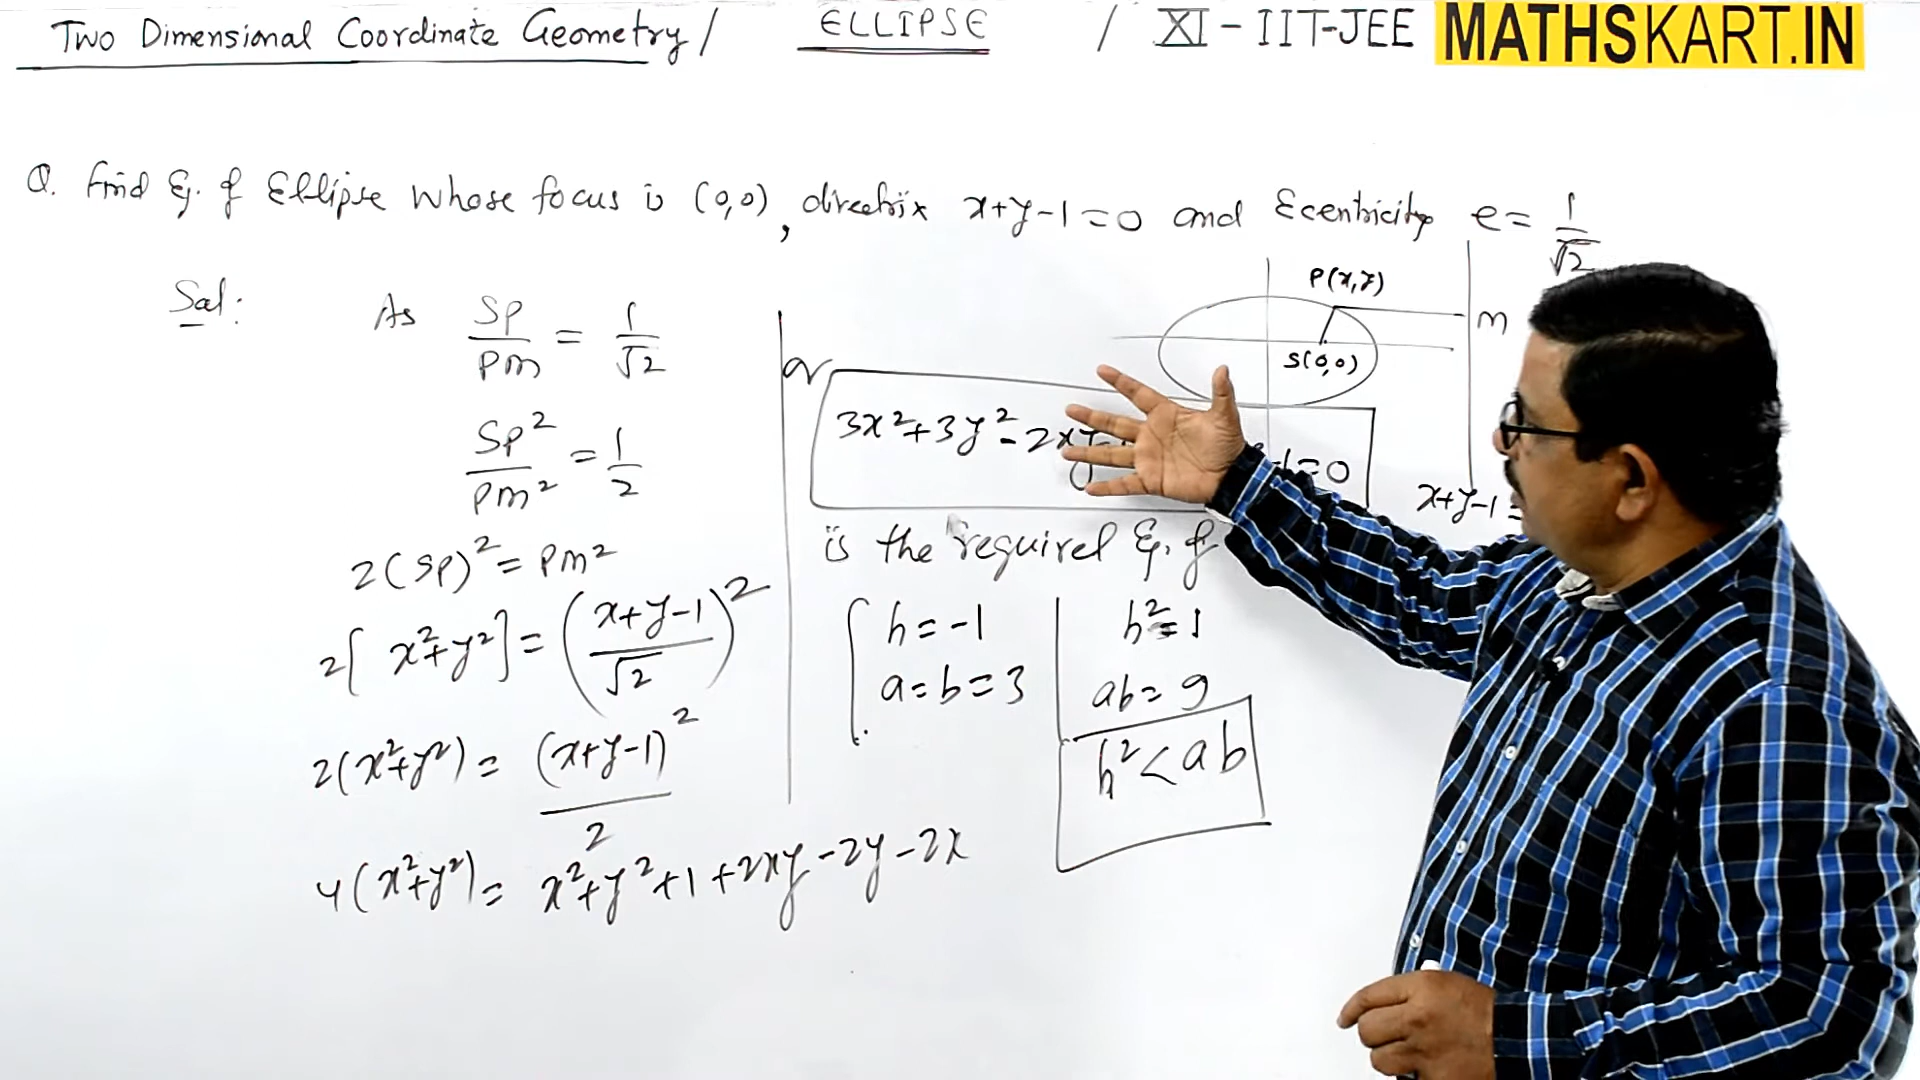 Two Dimensional Coordinate Geometry / ELLIPSE / XI - IIT-JEE MATHSKART.IN
Q. Find Eq. of Ellipse whose focus is (0,0), directrix x+y-1=0 and Ecentricity e= 1/√2
Sol: As SP/PM = 1/√2
SP²/PM² = 1/2
2(SP)² = PM²
2[x²+y²] = ((x+y-1)/√2)²
2(x²+y²) = (x+y-1)²/2
4(x²+y²) = x²+y²+1+2xy-2y-2x
P(x,y)
M
S(0,0)
x+y-1=
or
3x²+3y²-2xy -1=0
is the required Eq. of
h=-1
a=b=3
h²=1
ab=9
h²<ab